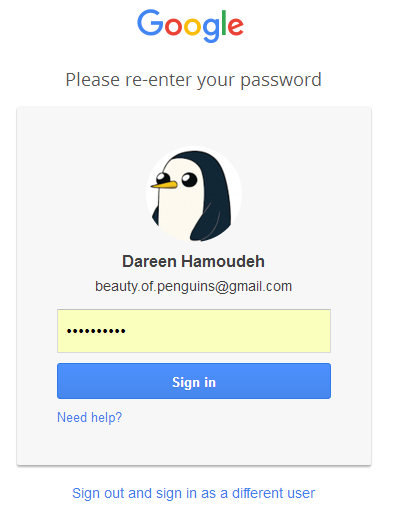 Google
Please re-enter your password
Dareen Hamoudeh
beauty.of.penguins@gmail.com
••••••••••
Sign in
Need help?
Sign out and sign in as a different user